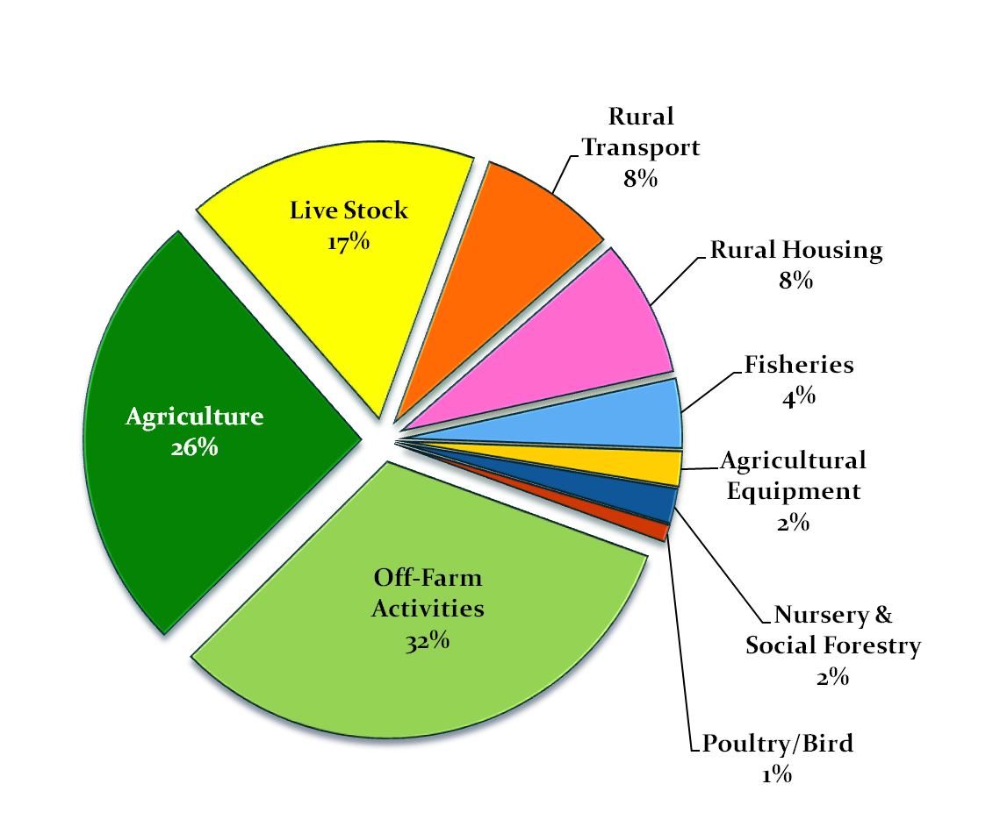 Rural
Transport
8%
Live Stock
17%
Rural Housing
8%
Fisheries
4%
Agriculture
26%
Agricultural
Equipment
2%
Off-Farm
Activities
32%
Nursery &
Social Forestry
2%
Poultry/Bird
1%